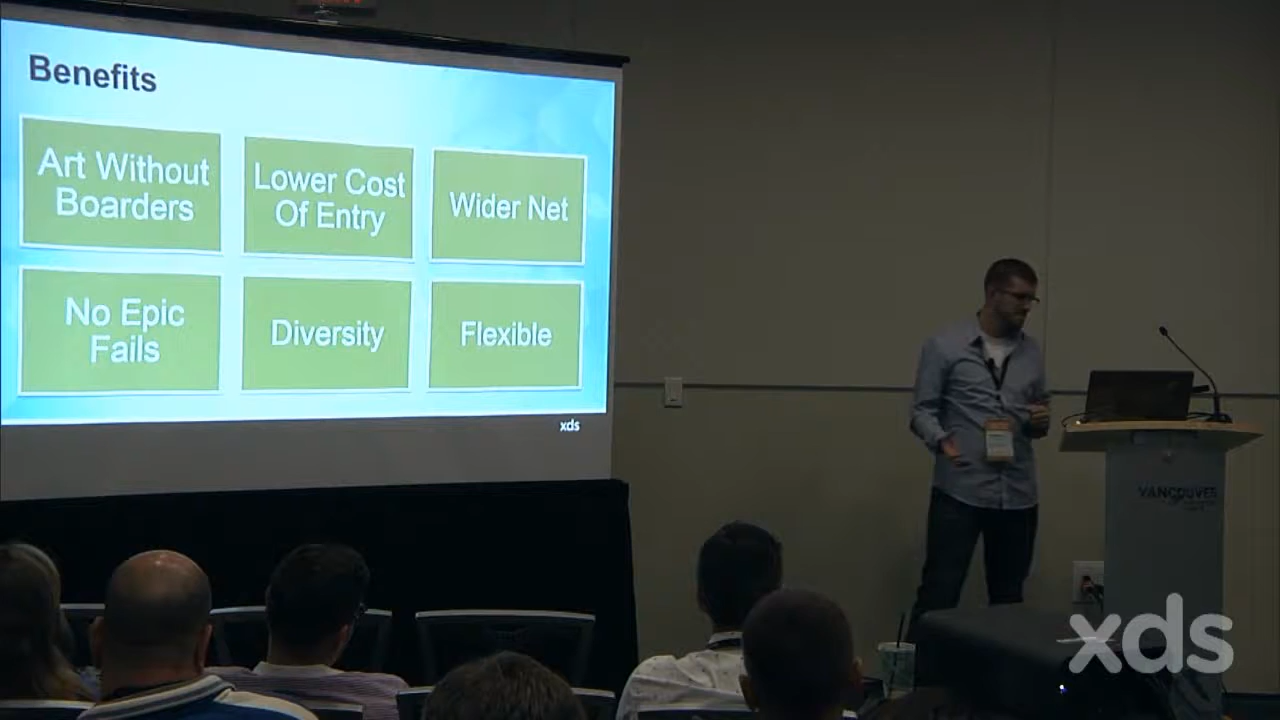 Benefits
Art Without
Boarders
Lower Cost
Of Entry
Wider Net
No Epic
Fails
Diversity
Flexible
xds
VANCOUVER
xds